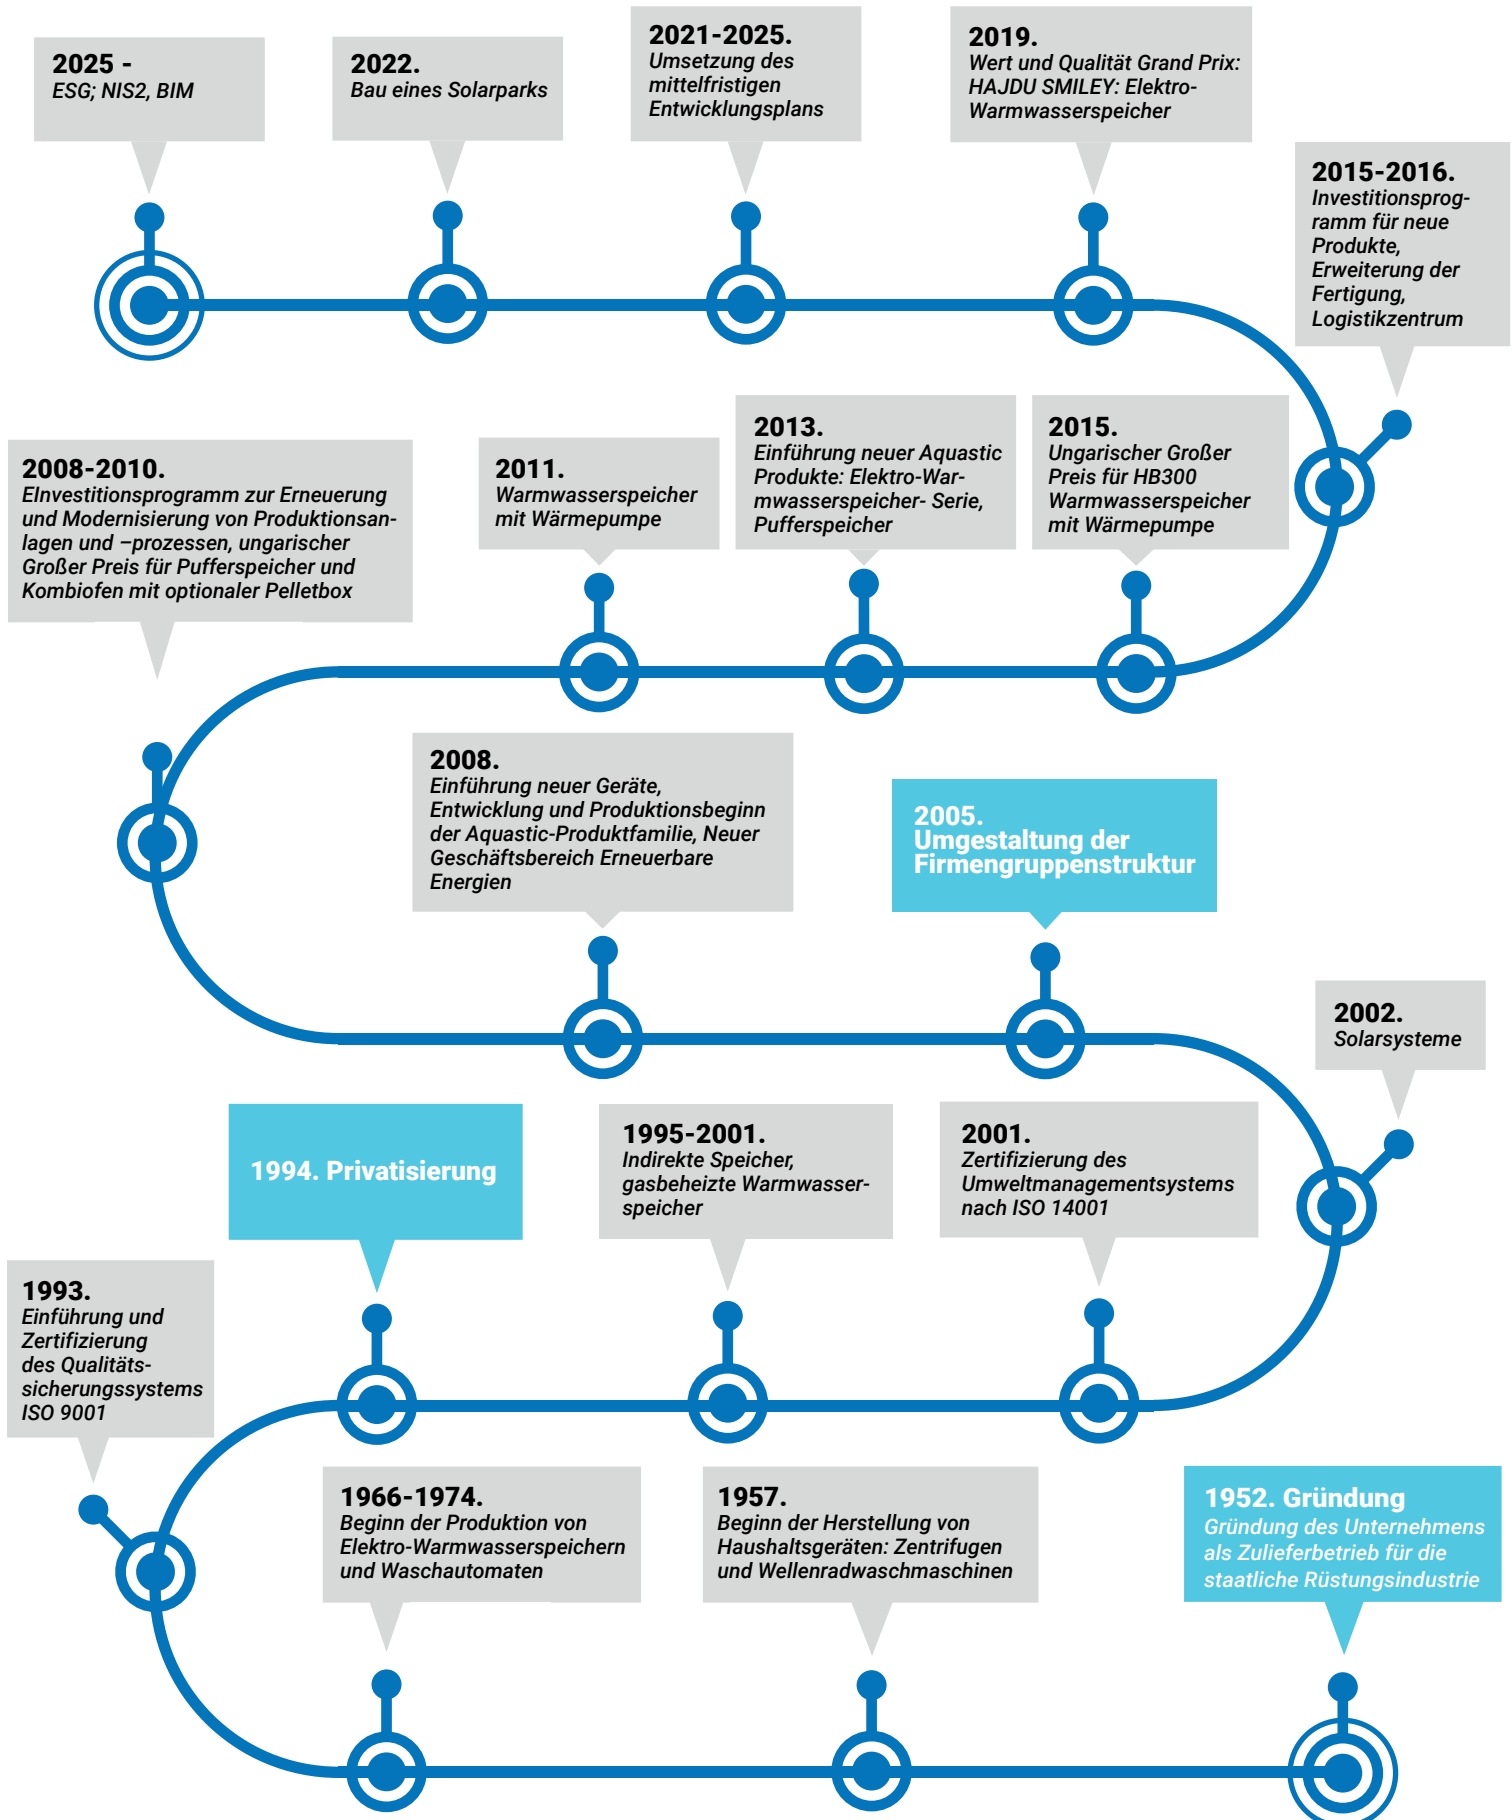 2025 -
ESG; NIS2, BIM
2022.
Bau eines Solarparks
2021-2025.
Umsetzung des
mittelfristigen
Entwicklungsplans
2019.
Wert und Qualität Grand Prix:
HAJDU SMILEY: Elektro-
Warmwasserspeicher
2015-2016.
Investitionsprog-
ramm für neue
Produkte,
Erweiterung der
Fertigung,
Logistikzentrum
2008-2010.
EInvestitionsprogramm zur Erneuerung
und Modernisierung von Produktionsan-
lagen und –prozessen, ungarischer
Großer Preis für Pufferspeicher und
Kombiofen mit optionaler Pelletbox
2011.
Warmwasserspeicher
mit Wärmepumpe
2013.
Einführung neuer Aquastic
Produkte: Elektro-War-
mwasserspeicher- Serie,
Pufferspeicher
2015.
Ungarischer Großer
Preis für HB300
Warmwasserspeicher
mit Wärmepumpe
2008.
Einführung neuer Geräte,
Entwicklung und Produktionsbeginn
der Aquastic-Produktfamilie, Neuer
Geschäftsbereich Erneuerbare
Energien
2005.
Umgestaltung der
Firmengruppenstruktur
2002.
Solarsysteme
1994. Privatisierung
1995-2001.
Indirekte Speicher,
gasbeheizte Warmwasser-
speicher
2001.
Zertifizierung des
Umweltmanagementsystems
nach ISO 14001
1993.
Einführung und
Zertifizierung
des Qualitäts-
sicherungssystems
ISO 9001
1966-1974.
Beginn der Produktion von
Elektro-Warmwasserspeichern
und Waschautomaten
1957.
Beginn der Herstellung von
Haushaltsgeräten: Zentrifugen
und Wellenradwaschmaschinen
1952. Gründung
Gründung des Unternehmens
als Zulieferbetrieb für die
staatliche Rüstungsindustrie